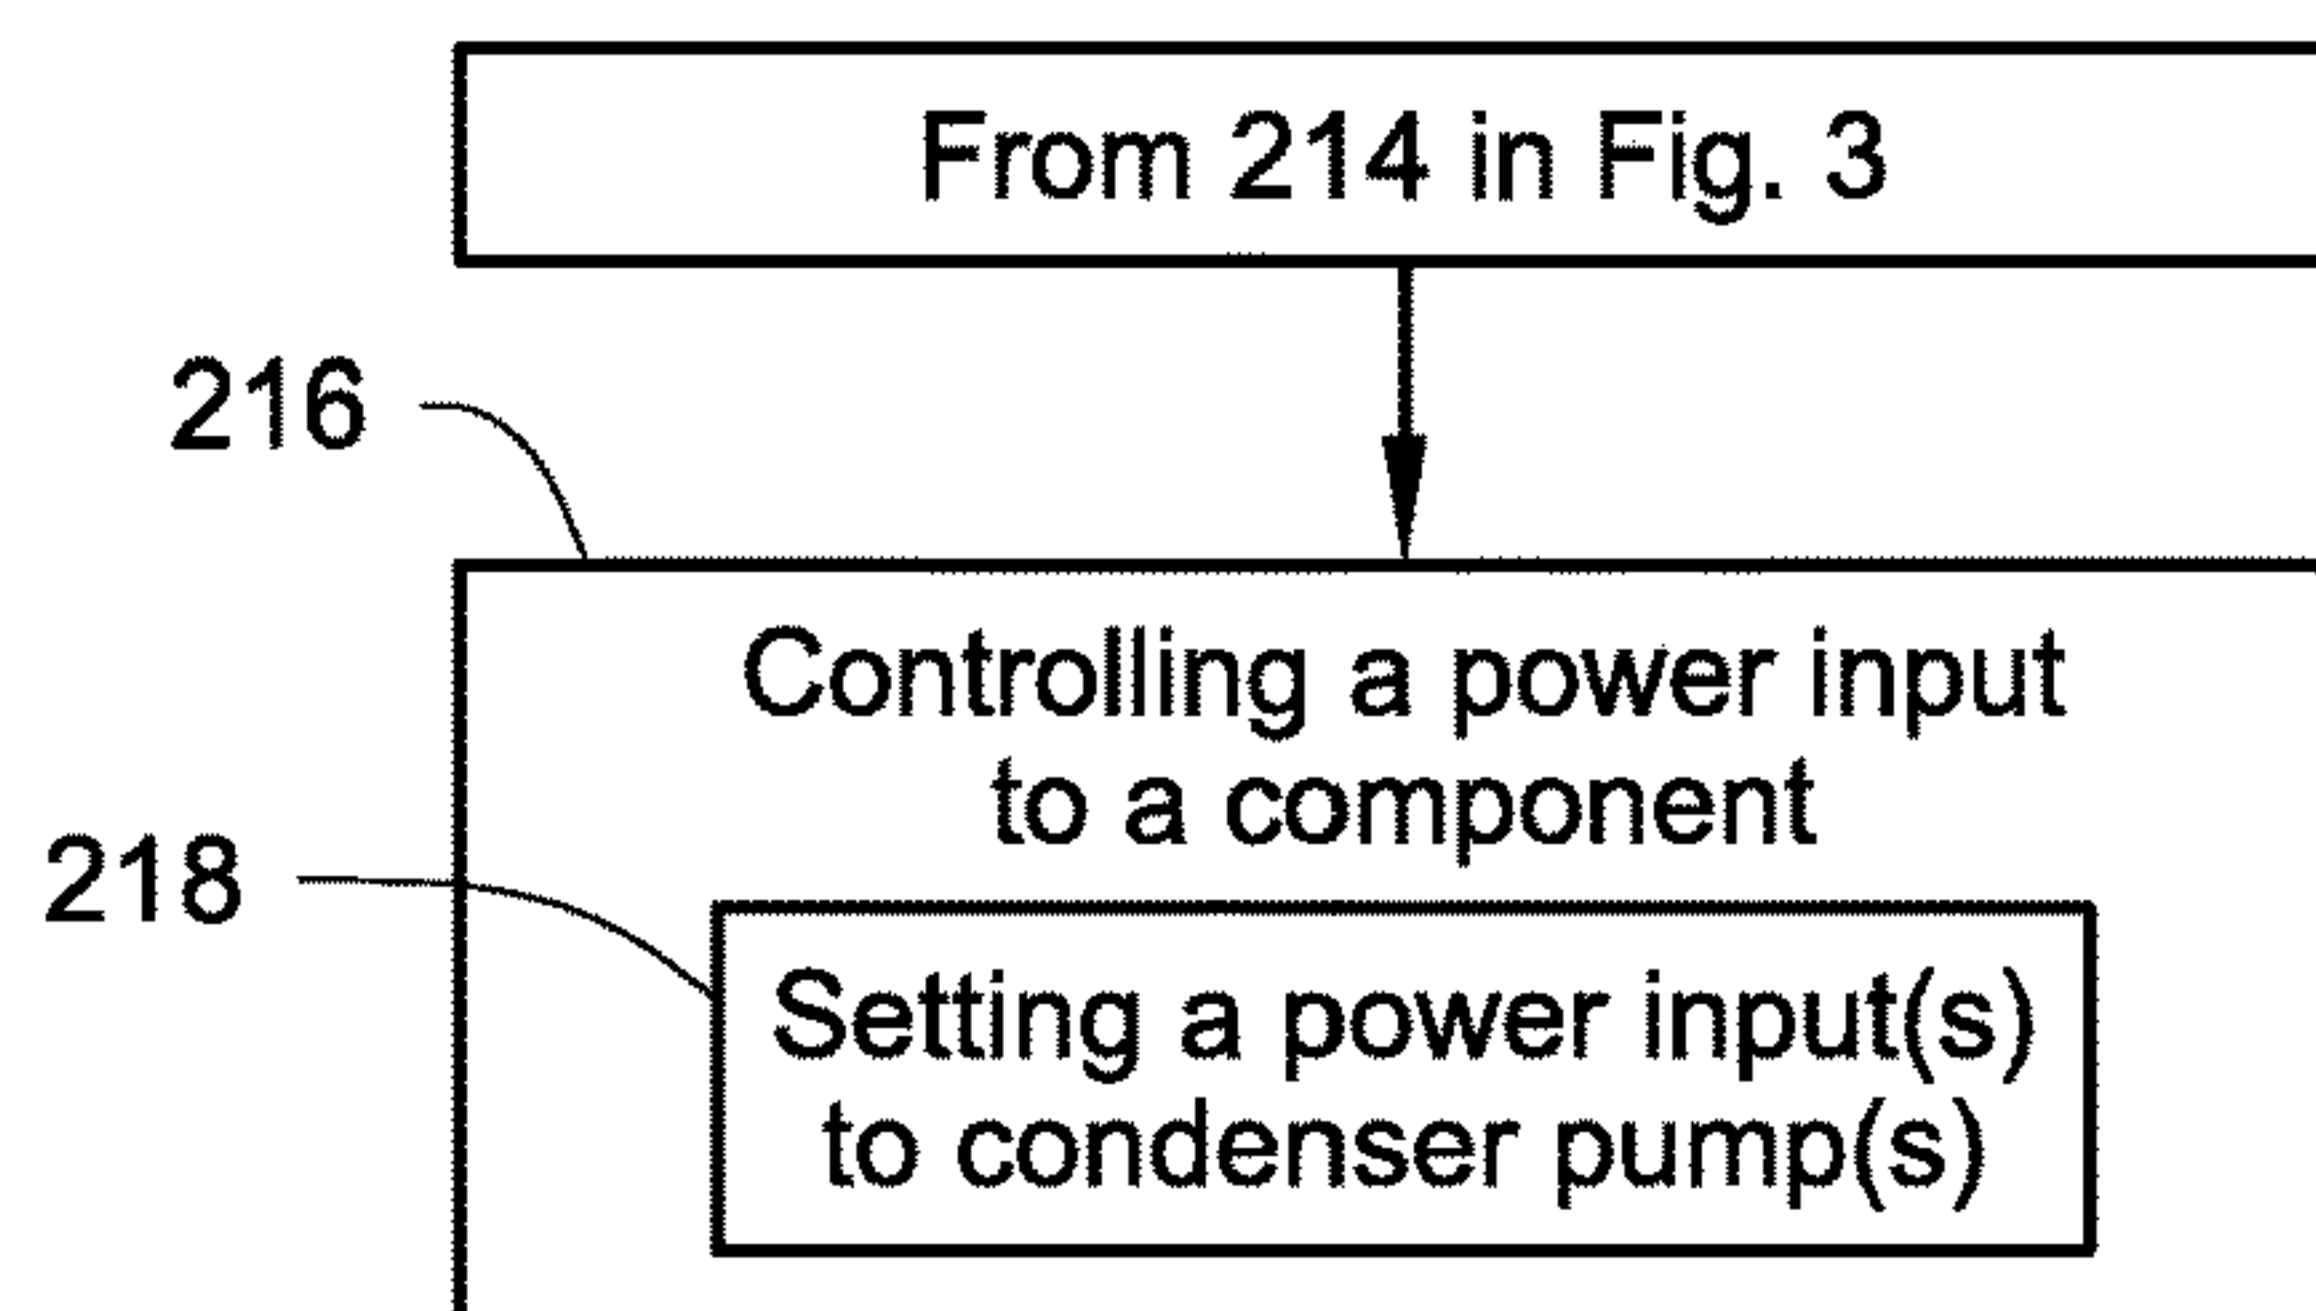 From 214 in Fig. 3
216
Controlling a power input
to a component
218
Setting a power input(s)
to condenser pump(s)